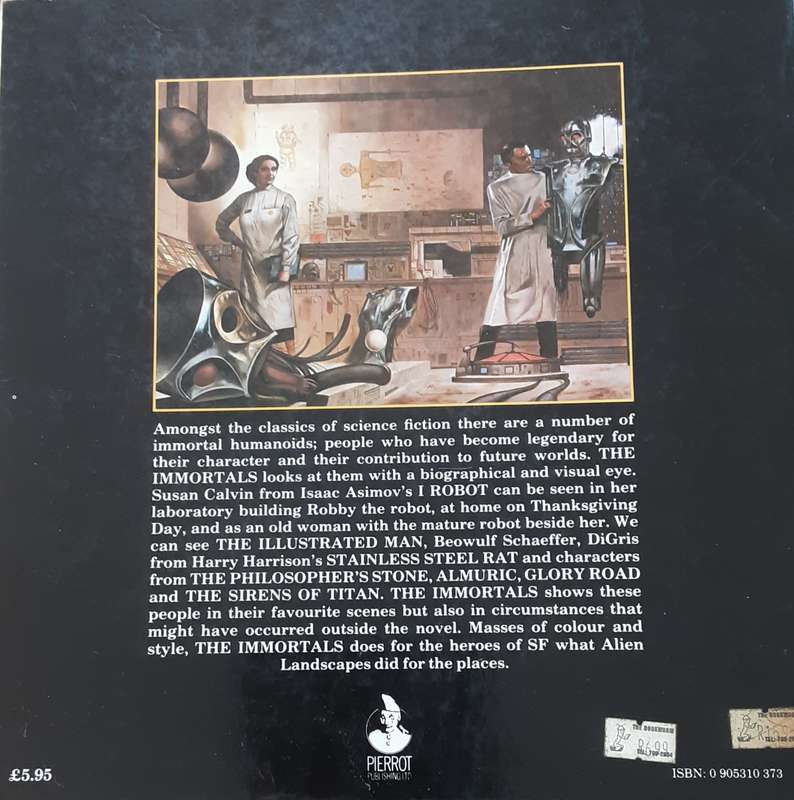 Amongst the classics of science fiction there are a number of
immortal humanoids; people who have become legendary for
their character and their contribution to future worlds. THE
IMMORTALS looks at them with a biographical and visual eye.
Susan Calvin from Isaac Asimov's I ROBOT can be seen in her
laboratory building Robby the robot, at home on Thanksgiving
Day, and as an old woman with the mature robot beside her. We
can see THE ILLUSTRATED MAN, Beowulf Schaeffer, DiGris
from Harry Harrison's STAINLESS STEEL RAT and characters
from THE PHILOSOPHER'S STONE, ALMURIC, GLORY ROAD
and THE SIRENS OF TITAN. THE IMMORTALS shows these
people in their favourite scenes but also in circumstances that
might have occurred outside the novel. Masses of colour and
style, THE IMMORTALS does for the heroes of SF what Alien
Landscapes did for the places.
PIERROT
PUBLISHING LTD
THE BOOKWORM
THE BOOKWORM
£5.95
ISBN: 0 905310 373